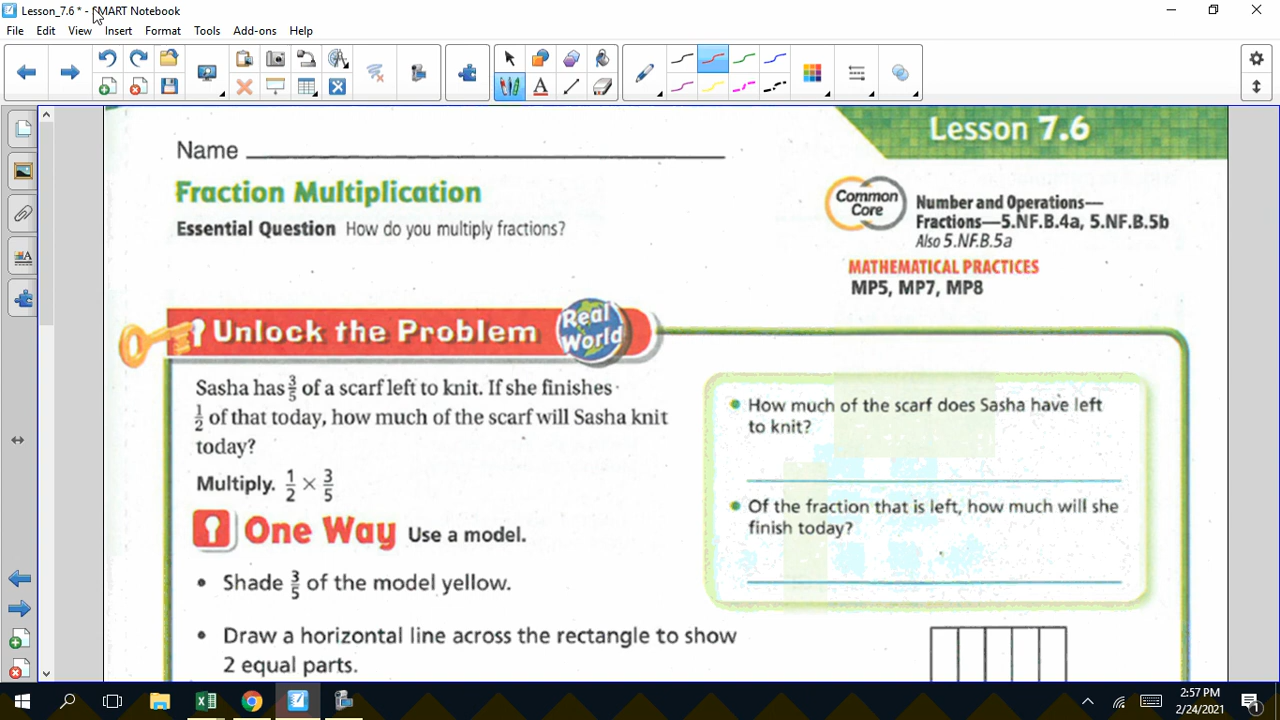 Lesson_7.6 * - SMART Notebook
File Edit View Insert Format Tools Add-ons Help
Lesson 7.6
Name
Fraction Multiplication
Essential Question How do you multiply fractions?
Common
Core
Number and Operations—
Fractions—5.NF.B.4a, 5.NF.B.5b
Also 5.NF.B.5a
MATHEMATICAL PRACTICES
MP5, MP7, MP8
Unlock the Problem
Real
World
Sasha has 3/5 of a scarf left to knit. If she finishes
1/2 of that today, how much of the scarf will Sasha knit
today?
Multiply. 1/2 × 3/5
One Way Use a model.
• Shade 3/5 of the model yellow.
• Draw a horizontal line across the rectangle to show
2 equal parts.
• How much of the scarf does Sasha have left
to knit?
• Of the fraction that is left, how much will she
finish today?
2:57 PM
2/24/2021
1